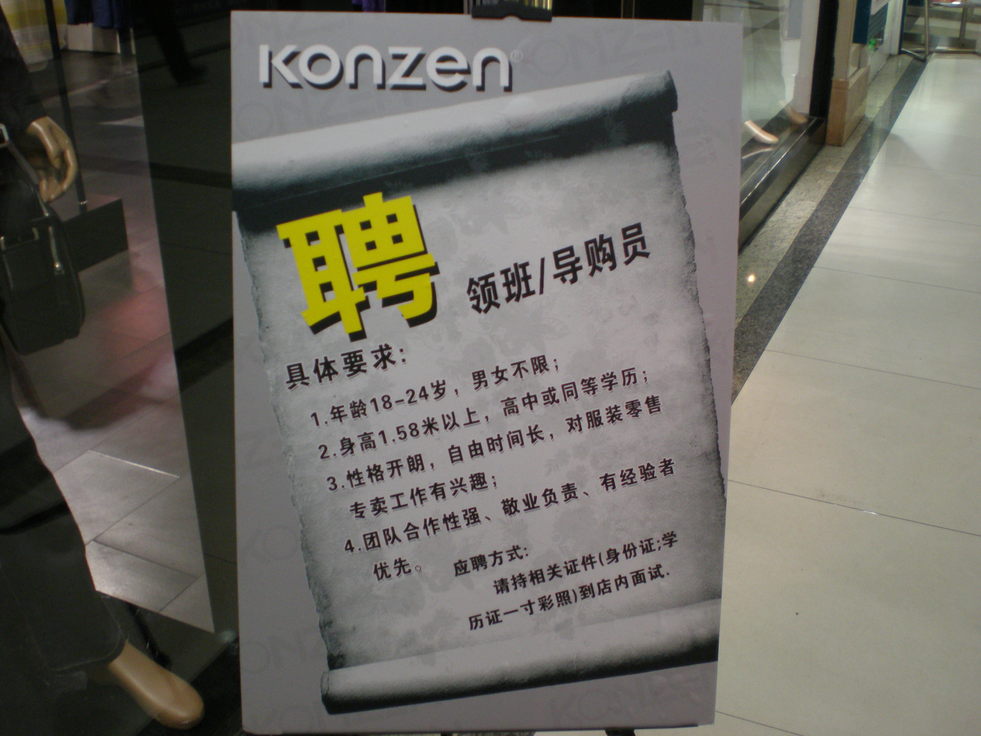 Konzen®
聘 领班/导购员
具体要求:
1.年龄18-24岁，男女不限；
2.身高1.58米以上，高中或同等学历；
3.性格开朗，自由时间长，对服装零售
专卖工作有兴趣；
4.团队合作性强、敬业负责、有经验者
优先。 应聘方式:
请持相关证件(身份证;学
历证一寸彩照)到店内面试.